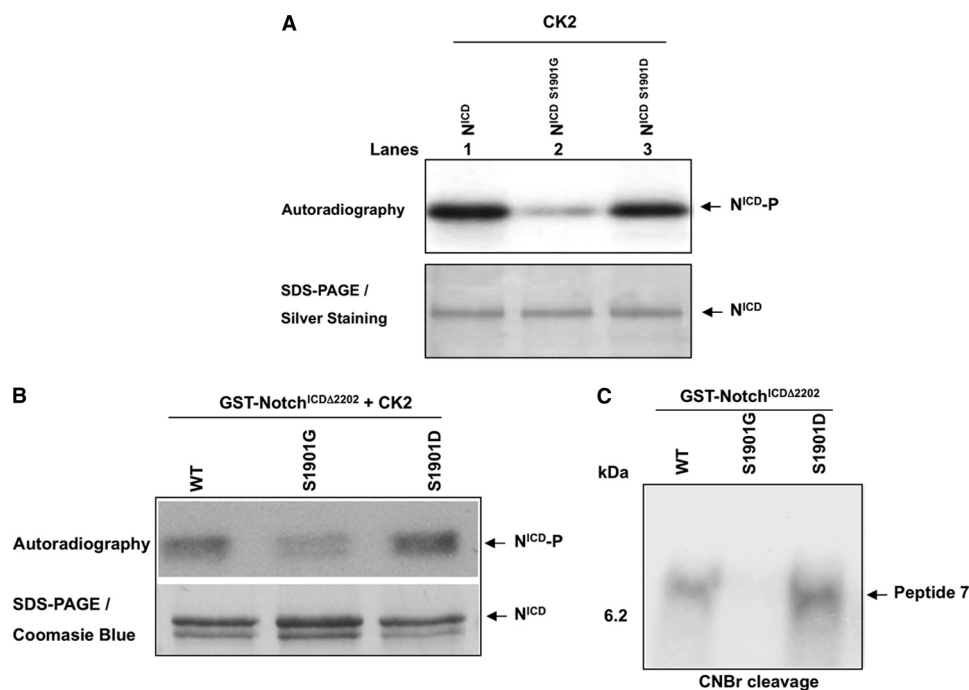 A
CK2
N^ICD
N^ICD S1901G
N^ICD S1901D
Lanes 1 2 3
Autoradiography
N^ICD-P
SDS-PAGE /
Silver Staining
N^ICD
B
GST-Notch^ICDΔ2202 + CK2
WT
S1901G
S1901D
Autoradiography
N^ICD-P
SDS-PAGE /
Coomasie Blue
N^ICD
C
GST-Notch^ICDΔ2202
WT
S1901G
S1901D
kDa
6.2
Peptide 7
CNBr cleavage